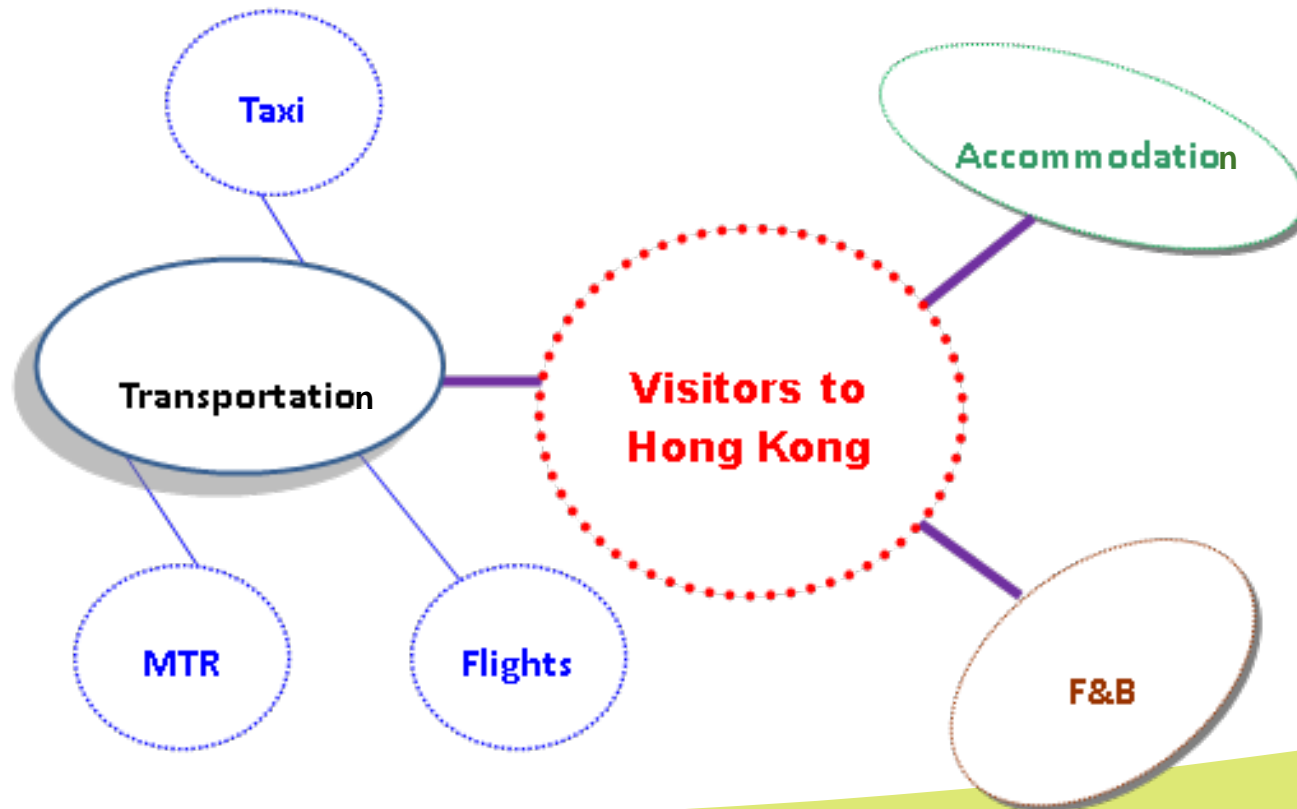 Taxi
Accommodation
Transportation
Visitors to
Hong Kong
MTR
Flights
F&B